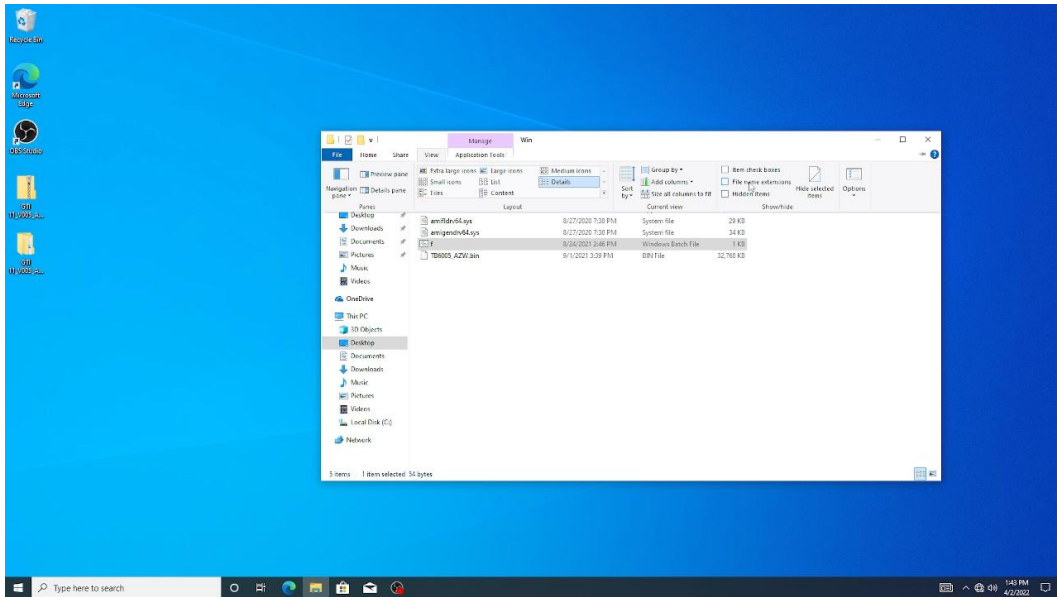 Recycle Bin
Microsoft
Edge
OBS Studio
Manage
Win
File
Home
Share
View
Application Tools
Navigation
pane
Preview pane
Details pane
Panes
Extra large icons
Large icons
Medium icons
Small icons
List
Details
Tiles
Content
Layout
Sort
by
Group by
Add columns
Size all columns to fit
Current view
Item check boxes
File name extensions
Hidden items
Hide selected
items
Show/hide
Options
Desktop
Downloads
Documents
Pictures
Music
Videos
OneDrive
This PC
3D Objects
Desktop
Documents
Downloads
Music
Pictures
Videos
Local Disk (C:)
Network
amifldrv64.sys 8/27/2020 7:30 PM System file 29 KB
amigendrv64.sys 8/27/2020 7:30 PM System file 34 KB
f 8/24/2021 2:46 PM Windows Batch File 1 KB
TB6005_AZW.bin 9/1/2021 3:39 PM BIN File 32,768 KB
5 items 1 item selected 54 bytes
Type here to search
1:43 PM
4/2/2022